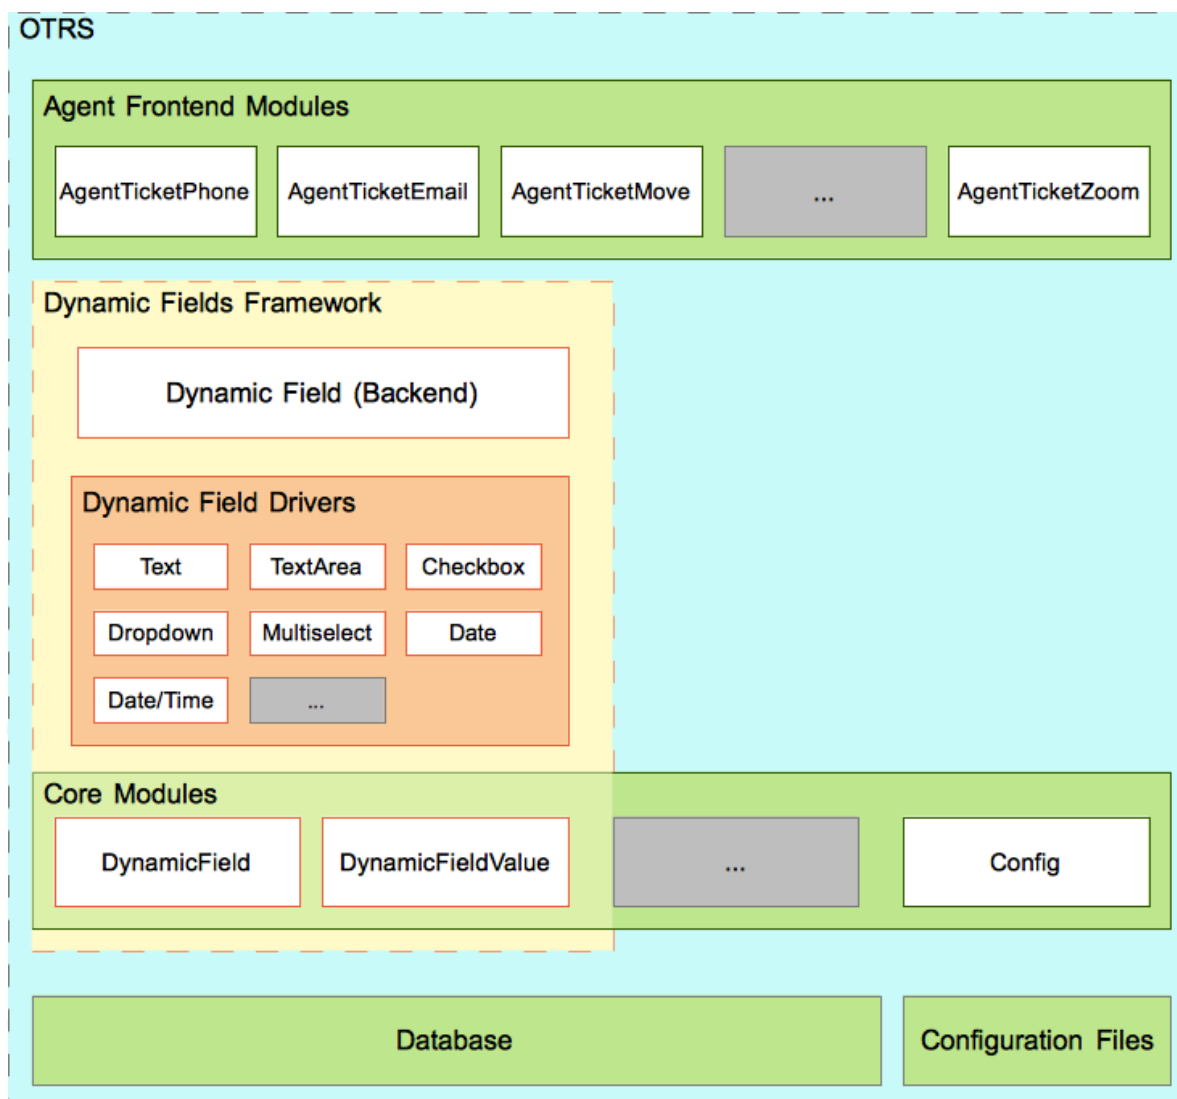 OTRS
Agent Frontend Modules
AgentTicketPhone
AgentTicketEmail
AgentTicketMove
...
AgentTicketZoom
Dynamic Fields Framework
Dynamic Field (Backend)
Dynamic Field Drivers
Text
TextArea
Checkbox
Dropdown
Multiselect
Date
Date/Time
...
Core Modules
DynamicField
DynamicFieldValue
...
Config
Database
Configuration Files